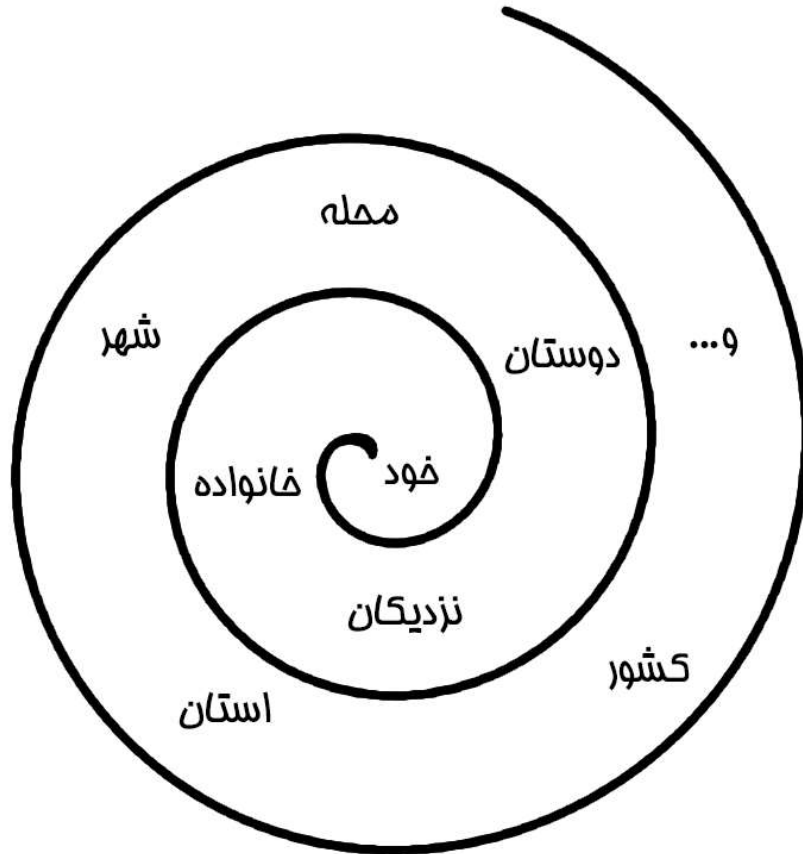 خود
خانواده
نزدیکان
دوستان
محله
شهر
استان
کشور
و...